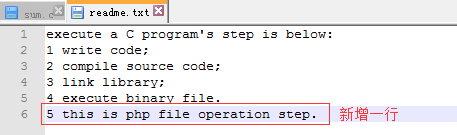 sum.c
readme.txt
1 execute a C program's step is below:
2 1 write code;
3 2 compile source code;
4 3 link library;
5 4 execute binary file.
6 5 this is php file operation step. 新增一行